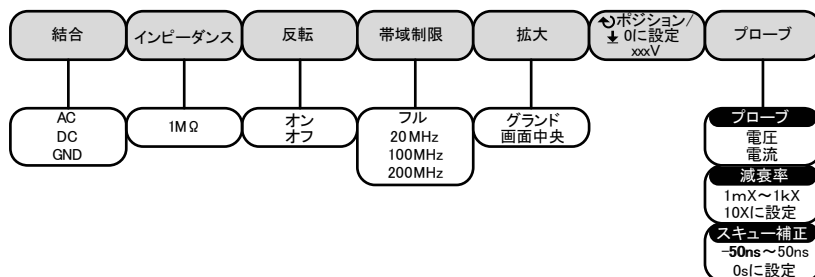 結合
インピーダンス
反転
帯域制限
拡大
ポジション/
0に設定
xxxV
プローブ
AC
DC
GND
1MΩ
オン
オフ
フル
20MHz
100MHz
200MHz
グランド
画面中央
プローブ
電圧
電流
減衰率
1mX～1kX
10Xに設定
スキュー補正
-50ns～50ns
0sに設定